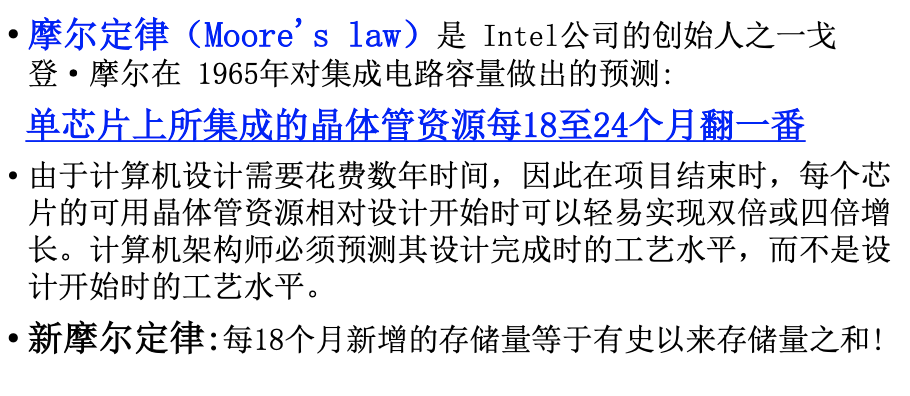 • 摩尔定律（Moore's law）是 Intel公司的创始人之一戈
登·摩尔在 1965年对集成电路容量做出的预测:
单芯片上所集成的晶体管资源每18至24个月翻一番
• 由于计算机设计需要花费数年时间，因此在项目结束时，每个芯
片的可用晶体管资源相对设计开始时可以轻易实现双倍或四倍增
长。计算机架构师必须预测其设计完成时的工艺水平，而不是设
计开始时的工艺水平。
• 新摩尔定律:每18个月新增的存储量等于有史以来存储量之和!